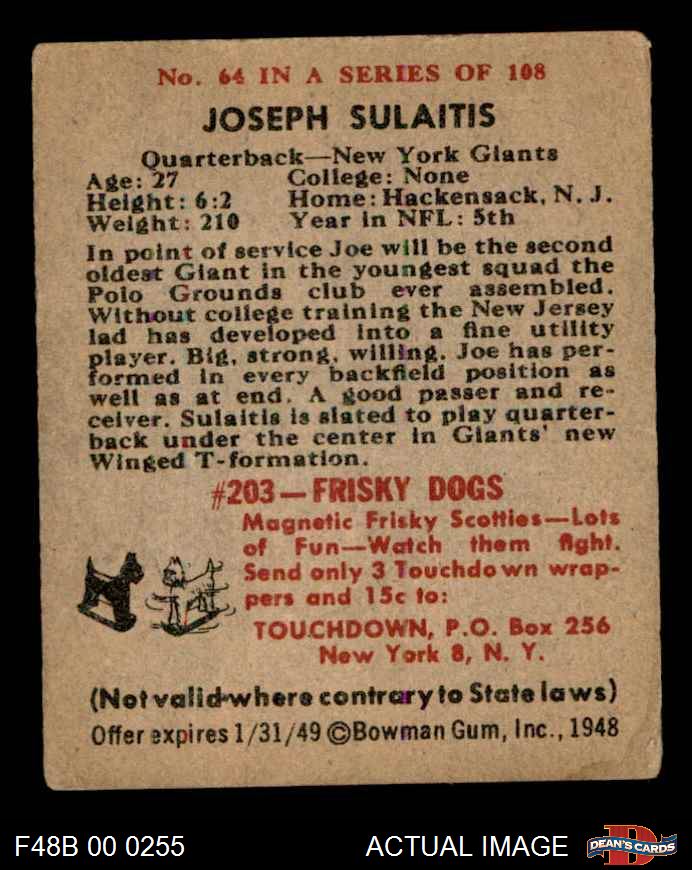 No. 64 IN A SERIES OF 108
JOSEPH SULAITIS
Quarterback—New York Giants
Age: 27 College: None
Height: 6:2 Home: Hackensack, N. J.
Weight: 210 Year in NFL: 5th
In point of service Joe will be the second
oldest Giant in the youngest squad the
Polo Grounds club ever assembled.
Without college training the New Jersey
lad has developed into a fine utility
player. Big, strong, willing, Joe has per-
formed in every backfield position as
well as at end. A good passer and re-
ceiver. Sulaitis is slated to play quarter-
back under the center in Giants' new
Winged T-formation.
#203—FRISKY DOGS
Magnetic Frisky Scotties—Lots
of Fun—Watch them fight.
Send only 3 Touchdown wrap-
pers and 15c to:
TOUCHDOWN, P.O. Box 256
New York 8, N. Y.
(Not valid where contrary to State laws)
Offer expires 1/31/49 ©Bowman Gum, Inc., 1948
F48B 00 0255 ACTUAL IMAGE D DEAN'S CARDS